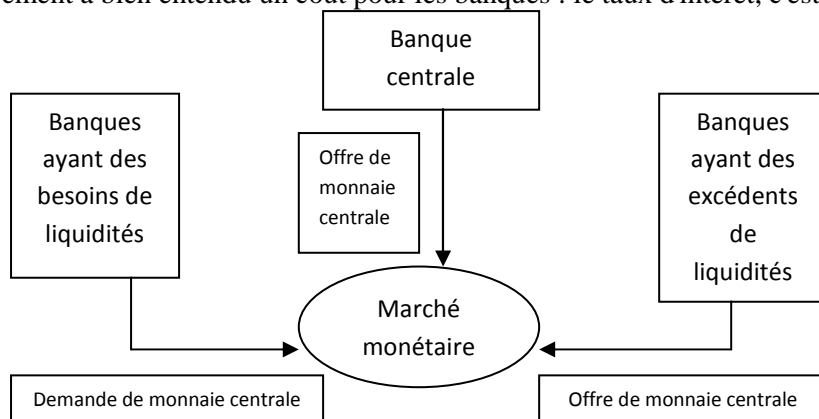 bien entendu un coût pour les banques : le taux d'intérêt, c'est
Banque
centrale
Banques
ayant des
besoins de
liquidités
Offre de
monnaie
centrale
Banques
ayant des
excédents
de
liquidités
Marché
monétaire
Demande de monnaie centrale
Offre de monnaie centrale